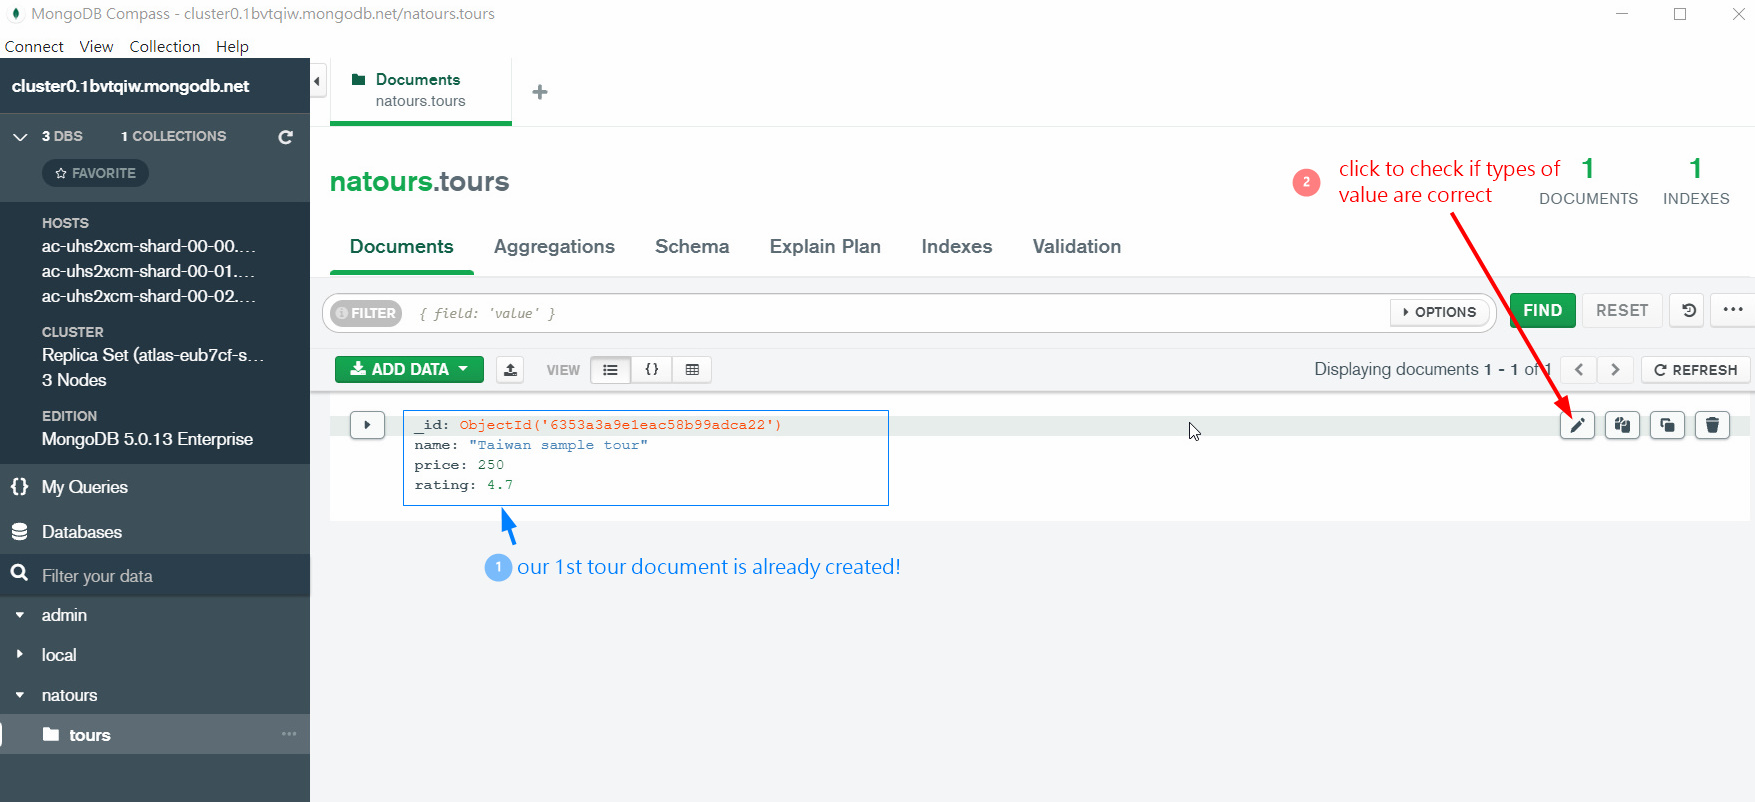 MongoDB Compass - cluster0.1bvtqiw.mongodb.net/natours.tours
Connect View Collection Help
cluster0.1bvtqiw.mongodb.net
3 DBS 1 COLLECTIONS
FAVORITE
HOSTS
ac-uhs2xcm-shard-00-00....
ac-uhs2xcm-shard-00-01....
ac-uhs2xcm-shard-00-02....
CLUSTER
Replica Set (atlas-eub7cf-s...
3 Nodes
EDITION
MongoDB 5.0.13 Enterprise
{} My Queries
Databases
Filter your data
admin
local
natours
tours ...
Documents
natours.tours
+
natours.tours
2 click to check if types of
value are correct
1 DOCUMENTS
1 INDEXES
Documents Aggregations Schema Explain Plan Indexes Validation
FILTER { field: 'value' } OPTIONS FIND RESET ...
ADD DATA VIEW {} Displaying documents 1 - 1 of 1 REFRESH
_id: ObjectId('6353a3a9e1eac58b99adca22')
name: "Taiwan sample tour"
price: 250
rating: 4.7
1 our 1st tour document is already created!